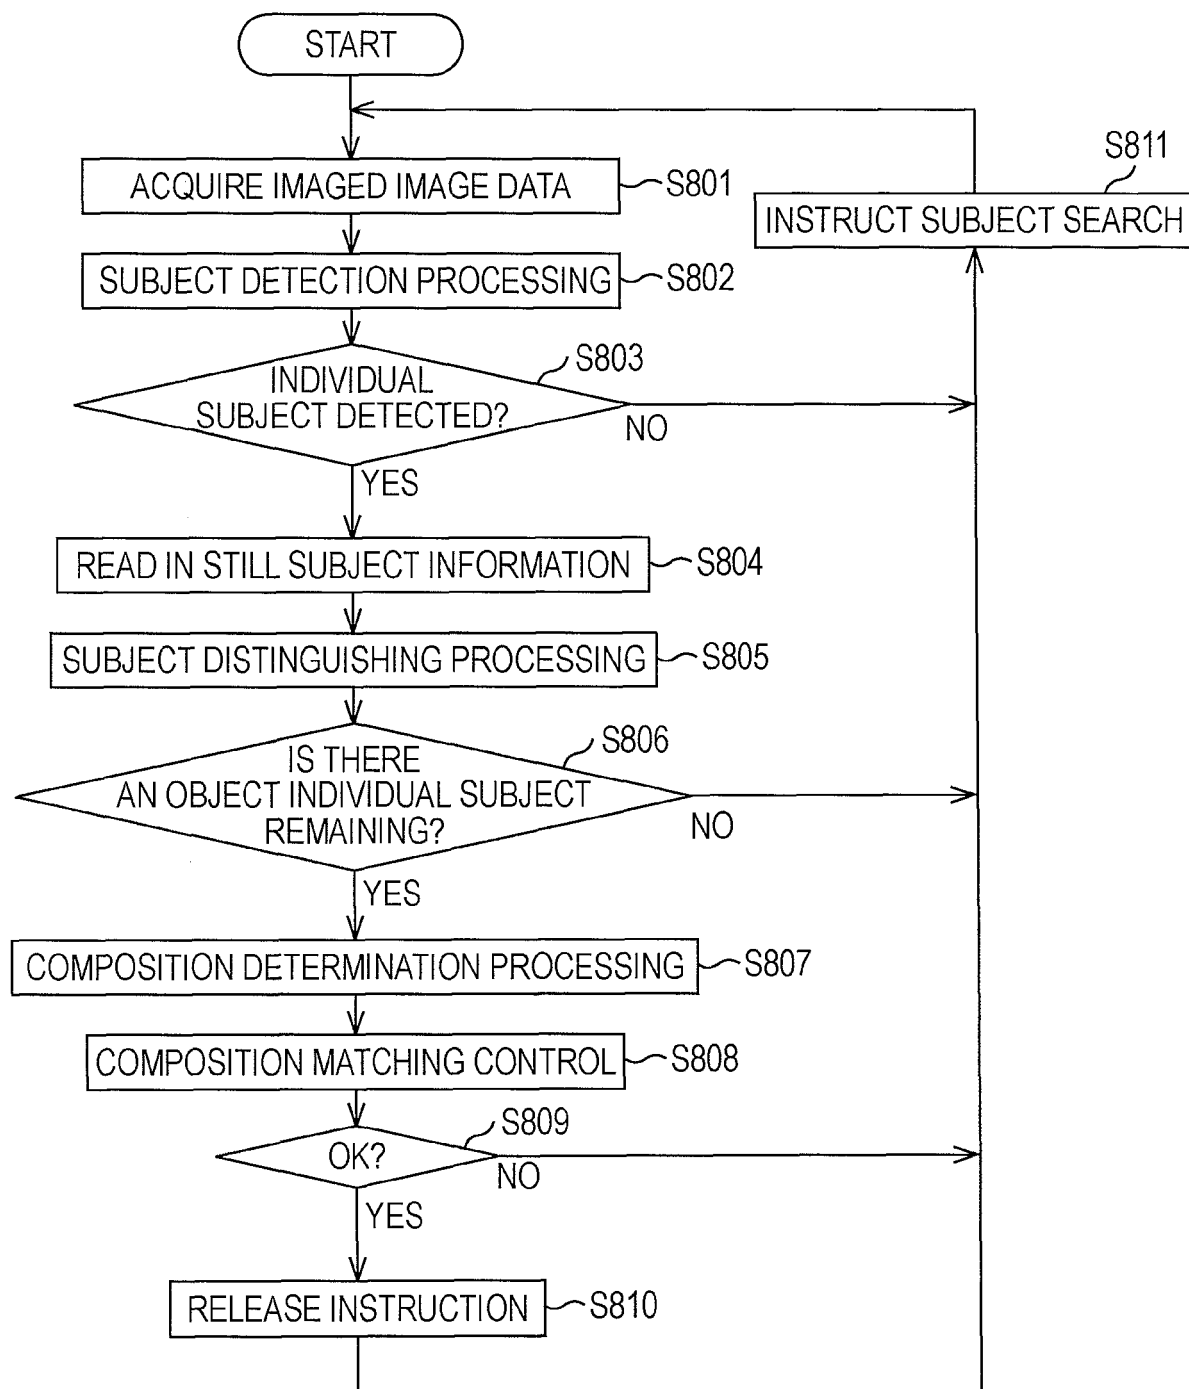 START
ACQUIRE IMAGED IMAGE DATA
S801
S811
INSTRUCT SUBJECT SEARCH
SUBJECT DETECTION PROCESSING
S802
S803
INDIVIDUAL
SUBJECT DETECTED?
NO
YES
READ IN STILL SUBJECT INFORMATION
S804
SUBJECT DISTINGUISHING PROCESSING
S805
S806
IS THERE
AN OBJECT INDIVIDUAL SUBJECT
REMAINING?
NO
YES
COMPOSITION DETERMINATION PROCESSING
S807
COMPOSITION MATCHING CONTROL
S808
S809
OK?
NO
YES
RELEASE INSTRUCTION
S810